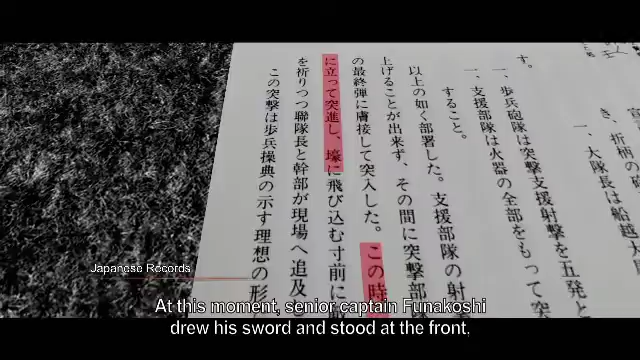 き、折柄の
一、大隊長は船越大
す。
一、歩兵砲隊は突撃支援射撃を五発と
一、支援部隊は火器の全部をもって突
すること。
以上の如く部署した。支援部隊の射
上げることが出来ず、その間に突撃部
の最終弾に膚接して突入した。この時
に立って突進し、壕に飛び込む寸前に
を祈りつつ聯隊長と幹部が現場へ追及
この突撃は歩兵操典の示す理想の形
Japanese Records
At this moment, senior captain Funakoshi
drew his sword and stood at the front,